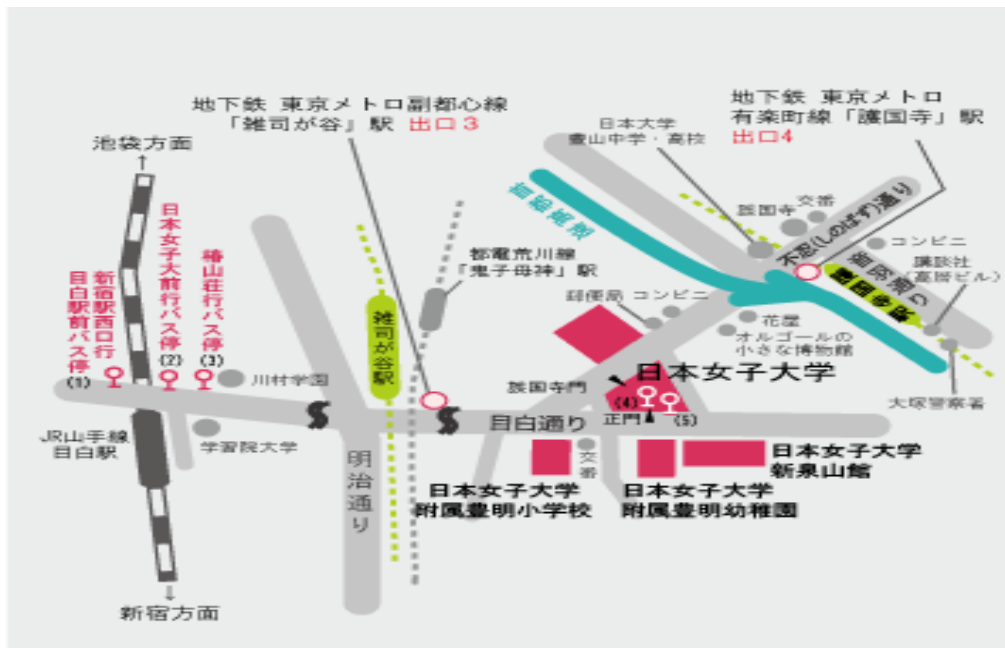 地下鉄 東京メトロ副都心線
「雑司が谷」駅 出口3
地下鉄 東京メトロ
有楽町線「護国寺」駅
出口4
日本大学
豊山中学・高校
池袋方面
交番
護国寺
不忍(しのばず)通り
音羽通り
護国寺駅
コンビニ
講談社
(高層ビル)
首都高速
都電荒川線
「鬼子母神」駅
日本女子大前行バス停
(2)
椿山荘行バス停
(3)
新宿駅西口行
目白駅前バス停
(1)
雑司が谷駅
郵便局 コンビニ
花屋
オルゴールの
小さな博物館
川村学園
護国寺門
日本女子大学
(4)
(5)
正門
大塚警察署
JR山手線
目白駅
学習院大学
目白通り
明治通り
交番
日本女子大学
新泉山館
日本女子大学
附属豊明小学校
日本女子大学
附属豊明幼稚園
新宿方面